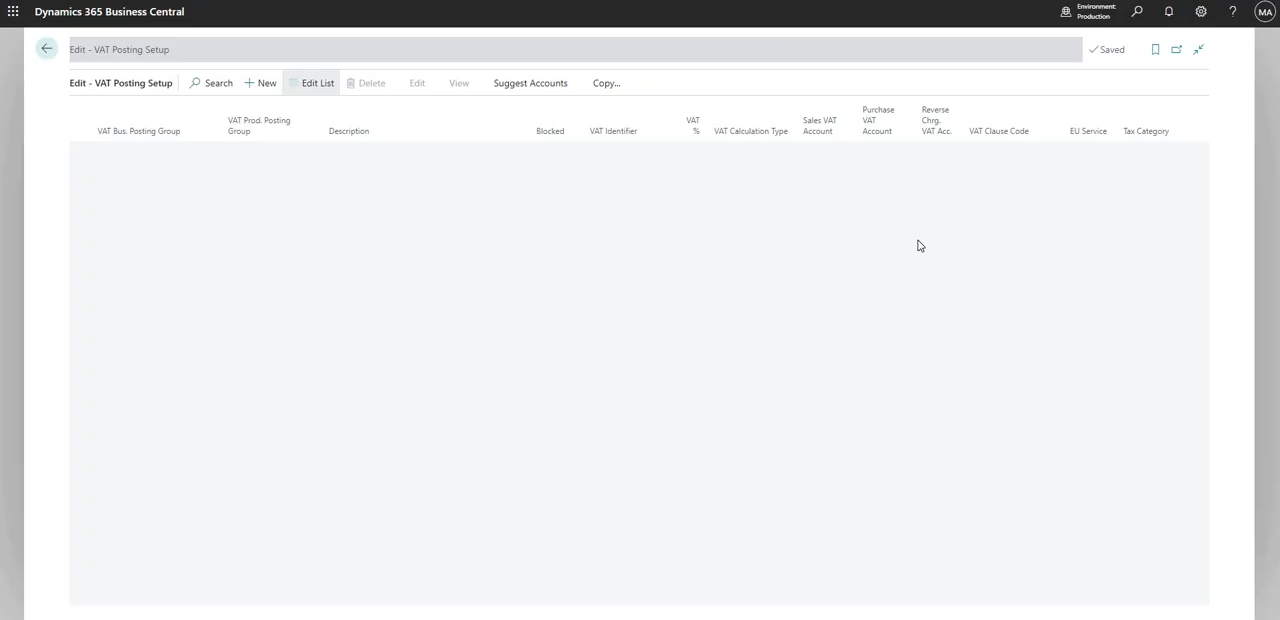 Dynamics 365 Business Central
Environment:
Production
MA
Edit - VAT Posting Setup
Saved
Edit - VAT Posting Setup
Search
New
Edit List
Delete
Edit
View
Suggest Accounts
Copy...
VAT Bus. Posting Group
VAT Prod. Posting
Group
Description
Blocked
VAT Identifier
VAT
%
VAT Calculation Type
Sales VAT
Account
Purchase
VAT
Account
Reverse
Chrg.
VAT Acc.
VAT Clause Code
EU Service
Tax Category